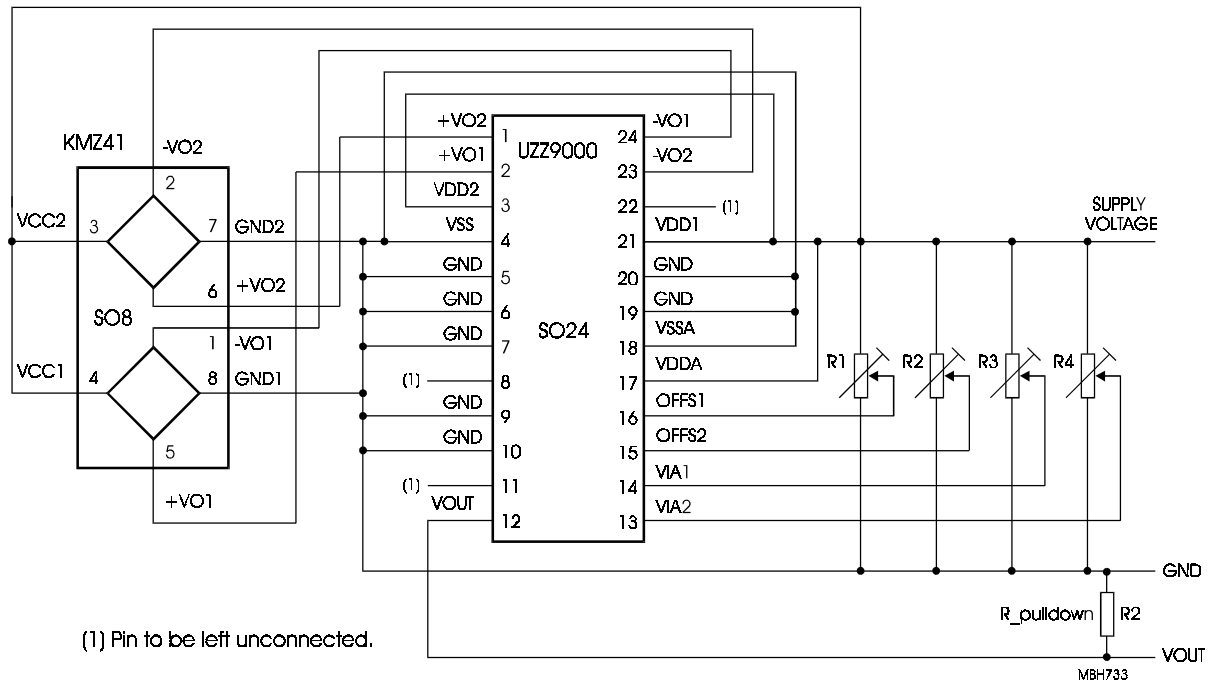 KMZ41
-VO2
2
VCC2
3
7
GND2
6
+VO2
SO8
1
-VO1
VCC1
4
8
GND1
5
+VO1
UZZ9000
SO24
+VO2
1
+VO1
2
VDD2
3
VSS
4
GND
5
GND
6
GND
7
(1)
8
GND
9
GND
10
(1)
11
VOUT
12
-VO1
24
-VO2
23
22
(1)
VDD1
21
GND
20
GND
19
VSSA
18
VDDA
17
OFFS1
16
OFFS2
15
VIA1
14
VIA2
13
SUPPLY
VOLTAGE
R1
R2
R3
R4
GND
R_pulldown
R2
VOUT
(1) Pin to be left unconnected.
MBH733